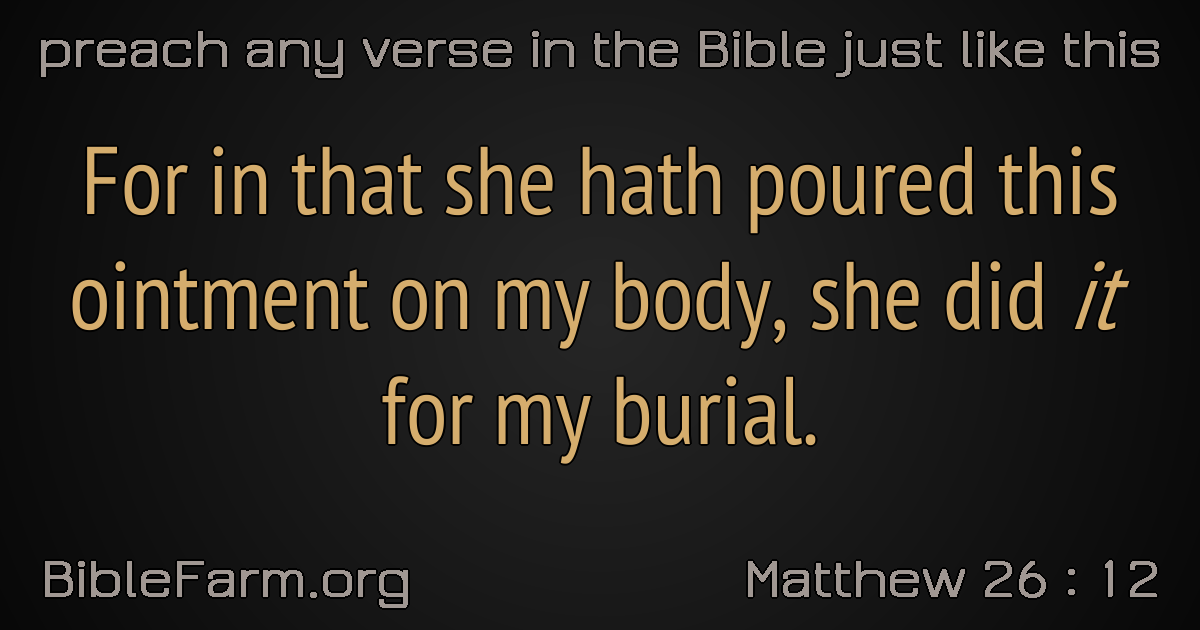 preach any verse in the Bible just like this
For in that she hath poured this
ointment on my body, she did it
for my burial.
BibleFarm.org
Matthew 26 : 12